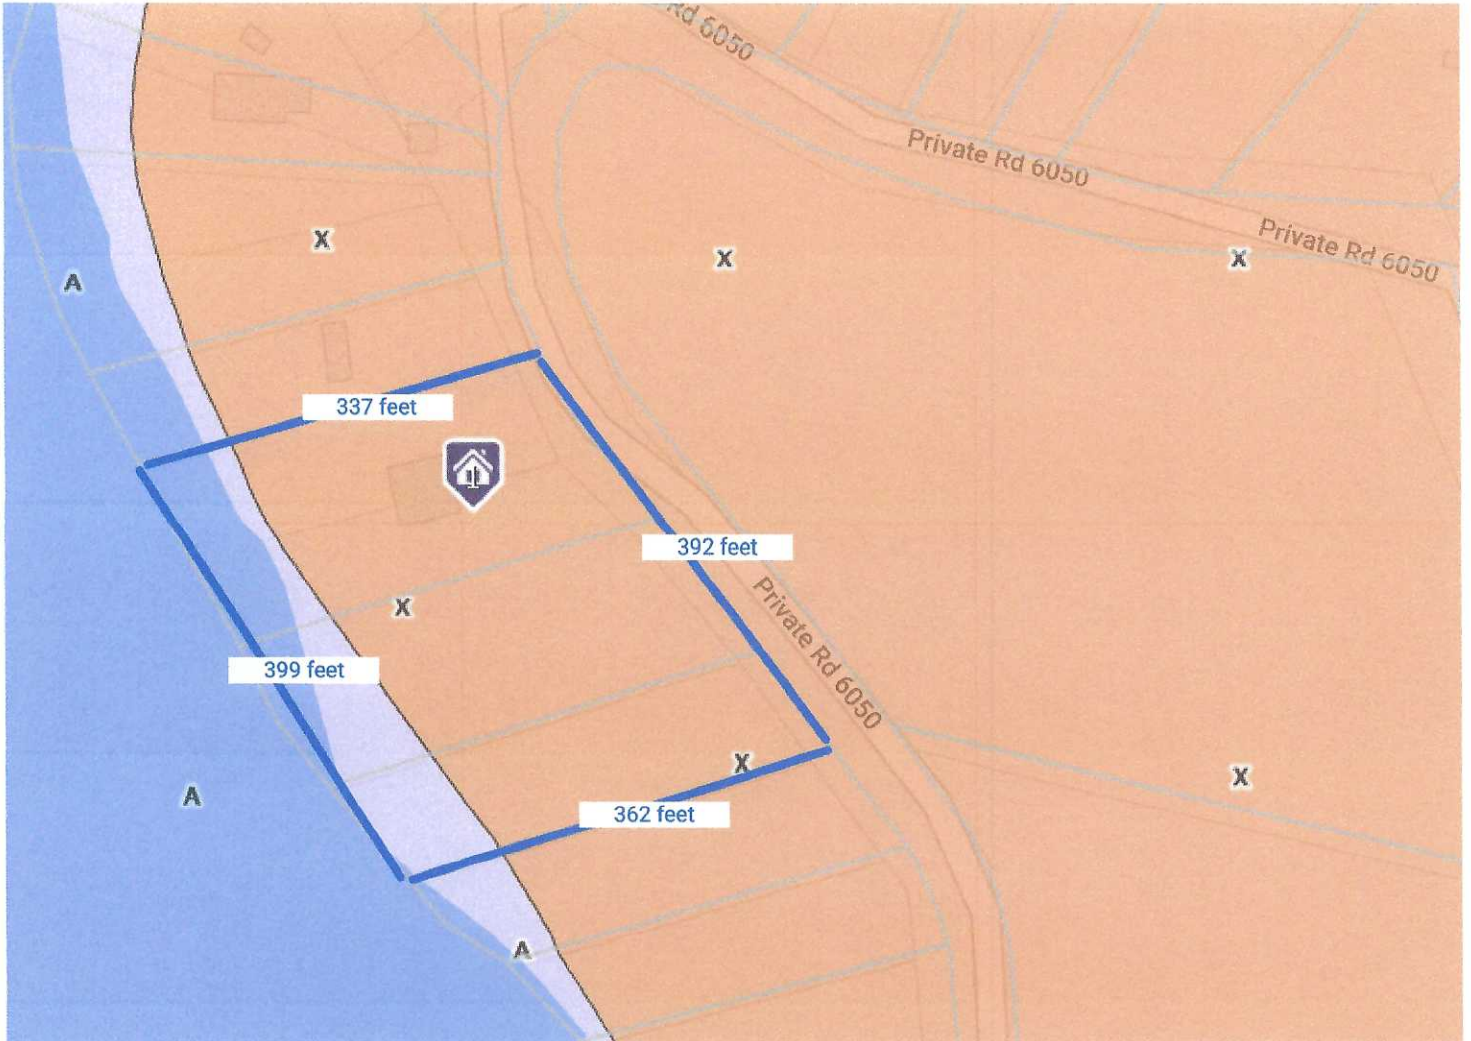 Rd 6050
Private Rd 6050
Private Rd 6050
X
X
X
A
337 feet
392 feet
X
Private Rd 6050
399 feet
X
X
A
362 feet
A